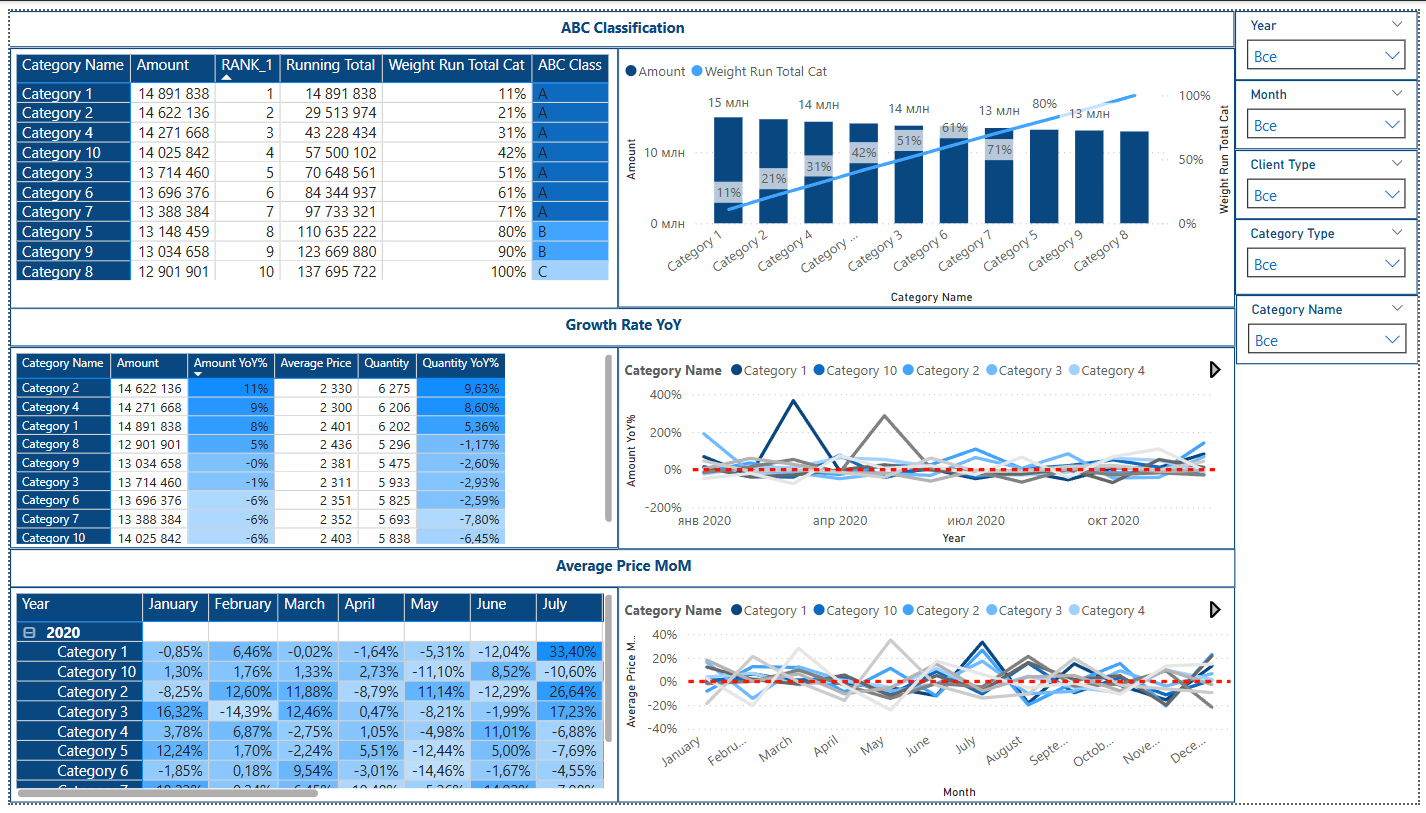 ABC Classification
Category Name Amount RANK_1 Running Total Weight Run Total Cat ABC Class
Category 1 14 891 838 1 14 891 838 11% A
Category 2 14 622 136 2 29 513 974 21% A
Category 4 14 271 668 3 43 228 434 31% A
Category 10 14 025 842 4 57 500 102 42% A
Category 3 13 714 460 5 70 648 561 51% A
Category 6 13 696 376 6 84 344 937 61% A
Category 7 13 388 384 7 97 733 321 71% A
Category 5 13 148 459 8 110 635 222 80% B
Category 9 13 034 658 9 123 669 880 90% B
Category 8 12 901 901 10 137 695 722 100% C
Amount Weight Run Total Cat
15 млн 14 млн 14 млн 13 млн 80% 13 млн
11% 21% 31% 42% 51% 61% 71%
Amount
10 млн
0 млн
100%
50%
0%
Weight Run Total Cat
Category 1 Category 2 Category 4 Category ... Category 3 Category 6 Category 7 Category 5 Category 9 Category 8
Category Name
Year
Все
Month
Все
Client Type
Все
Category Type
Все
Category Name
Все
Growth Rate YoY
Category Name Amount Amount YoY% Average Price Quantity Quantity YoY%
Category 2 14 622 136 11% 2 330 6 275 9,63%
Category 4 14 271 668 9% 2 300 6 206 8,60%
Category 1 14 891 838 8% 2 401 6 202 5,36%
Category 8 12 901 901 5% 2 436 5 296 -1,17%
Category 9 13 034 658 -0% 2 381 5 475 -2,60%
Category 3 13 714 460 -1% 2 311 5 933 -2,93%
Category 6 13 696 376 -6% 2 351 5 825 -2,59%
Category 7 13 388 384 -6% 2 352 5 693 -7,80%
Category 10 14 025 842 -6% 2 403 5 838 -6,45%
Category Name Category 1 Category 10 Category 2 Category 3 Category 4
Amount YoY%
400%
200%
0%
-200%
янв 2020 апр 2020 июл 2020 окт 2020
Year
Average Price MoM
Year January February March April May June July
2020
Category 1 -0,85% 6,46% -0,02% -1,64% -5,31% -12,04% 33,40%
Category 10 1,30% 1,76% 1,33% 2,73% -11,10% 8,52% -10,60%
Category 2 -8,25% 12,60% 11,88% -8,79% 11,14% -12,29% 26,64%
Category 3 16,32% -14,39% 12,46% 0,47% -8,21% -1,99% 17,23%
Category 4 3,78% 6,87% -2,75% 1,05% -4,98% 11,01% -6,88%
Category 5 12,24% 1,70% -2,24% 5,51% -12,44% 5,00% -7,69%
Category 6 -1,85% 0,18% 9,54% -3,01% -14,46% -1,67% -4,55%
Category Name Category 1 Category 10 Category 2 Category 3 Category 4
Average Price M...
40%
20%
0%
-20%
-40%
January Febru... March April May June July August Septe... Octob... Nove... Dece...
Month